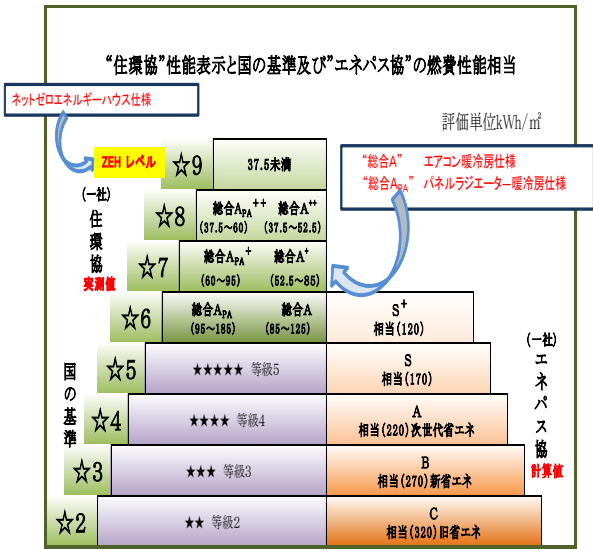 “住環協”性能表示と国の基準及び”エネパス協”の燃費性能相当
ネットゼロエネルギーハウス仕様
評価単位kWh/㎡
“総合A” エアコン暖冷房仕様
“総合APA” パネルラジエーター暖冷房仕様
ZEH レベル
☆9
37.5未満
(一社)
住環協
実測値
☆8
総合APA++ 総合A++
(37.5～60) (37.5～52.5)
☆7
総合APA+ 総合A+
(60～95) (52.5～85)
☆6
総合APA 総合A
(95～185) (85～125)
S+
相当(120)
国の基準
☆5
★★★★★ 等級5
S
相当(170)
☆4
★★★★ 等級4
A
相当(220)次世代省エネ
☆3
★★★ 等級3
B
相当(270)新省エネ
☆2
★★ 等級2
C
相当(320)旧省エネ
(一社)
エネパス協
計算値